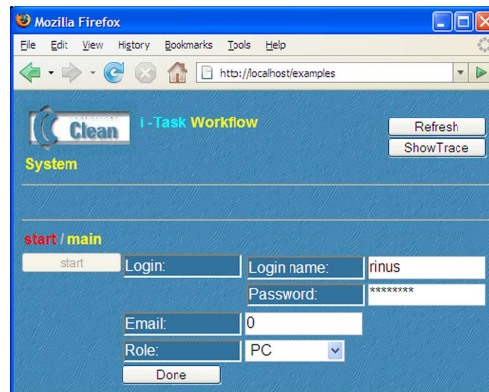 Mozilla Firefox
File Edit View History Bookmarks Tools Help
http://localhost/examples
Clean i-Task Workflow
System
Refresh
ShowTrace
start / main
start
Login: Login name: rinus
Password: ********
Email: 0
Role: PC
Done